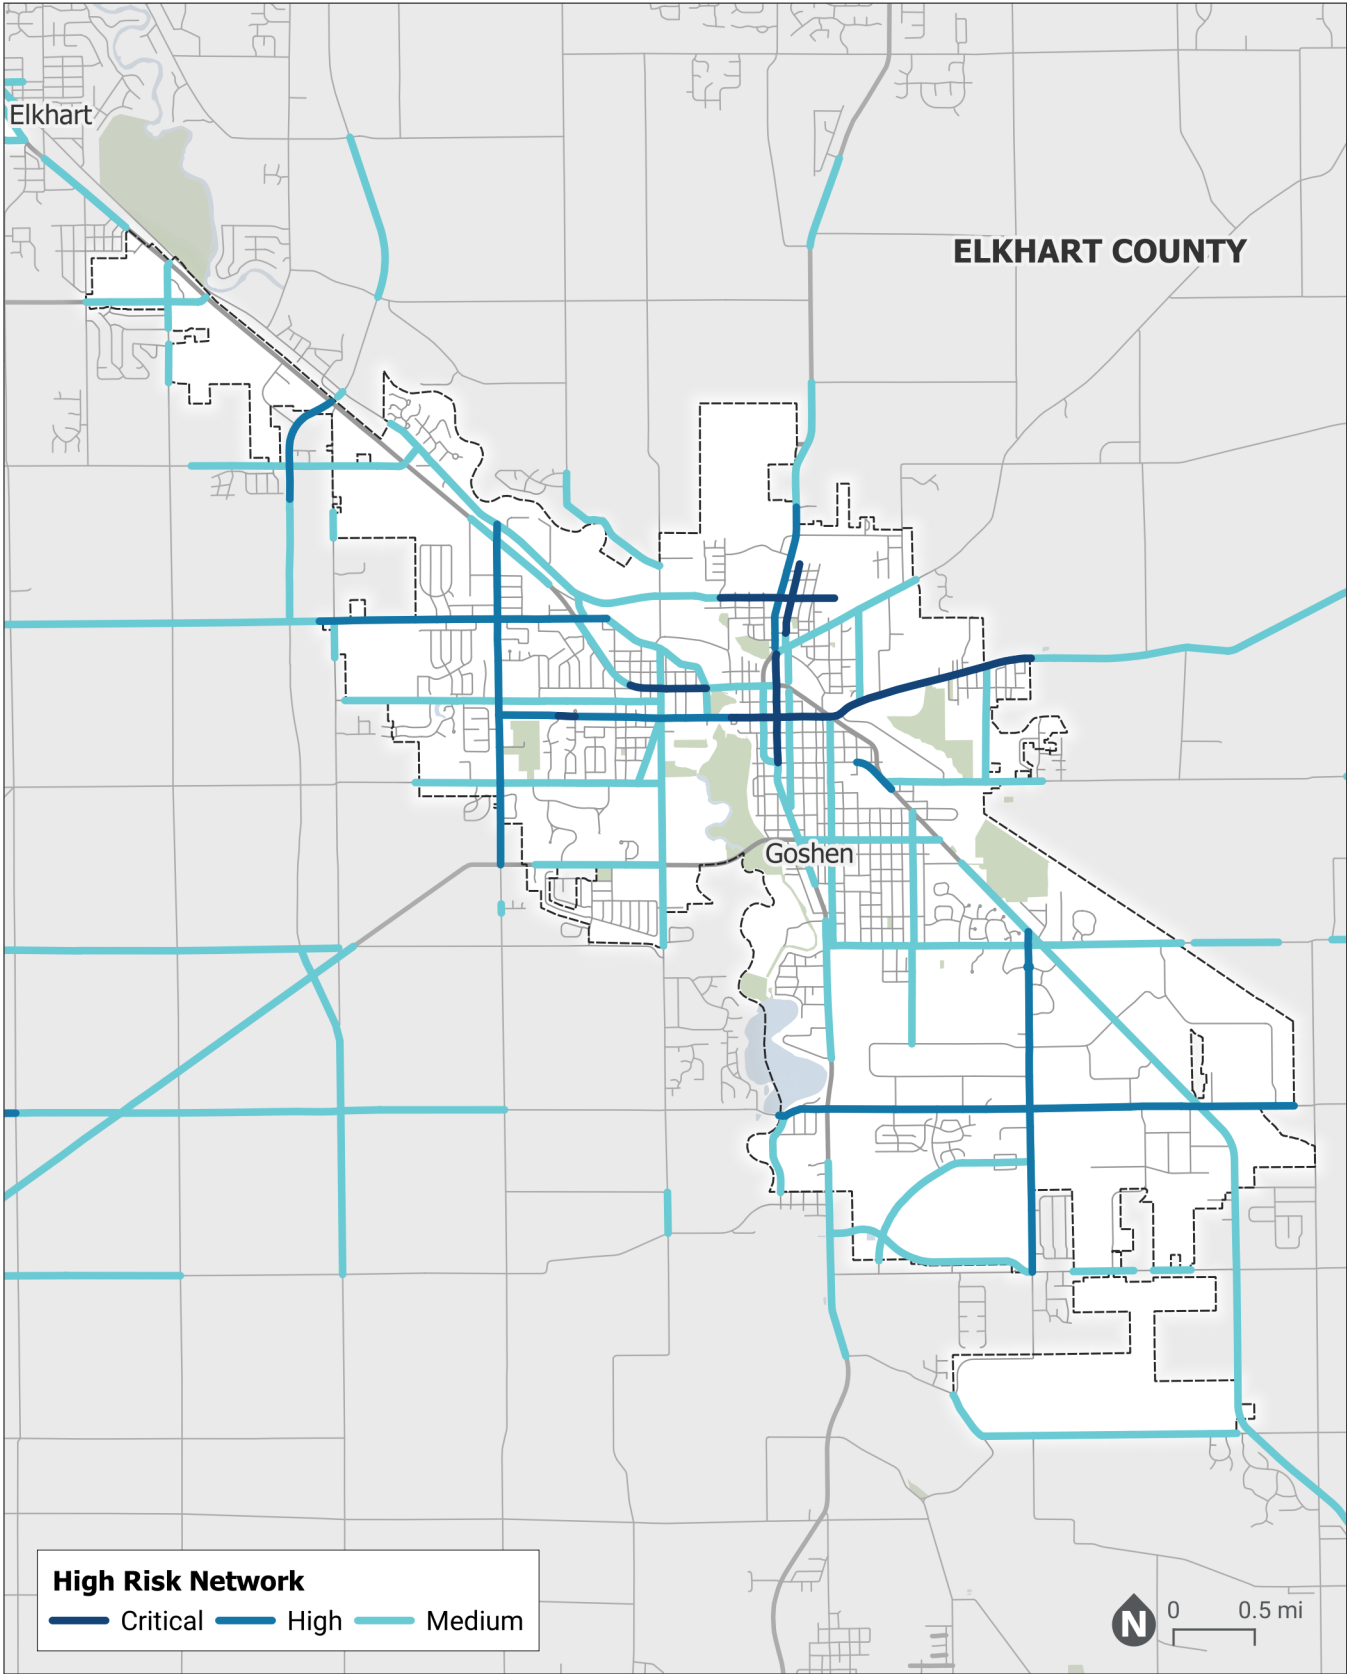 Elkhart
ELKHART COUNTY
Goshen
High Risk Network
Critical High Medium
N 0 0.5 mi